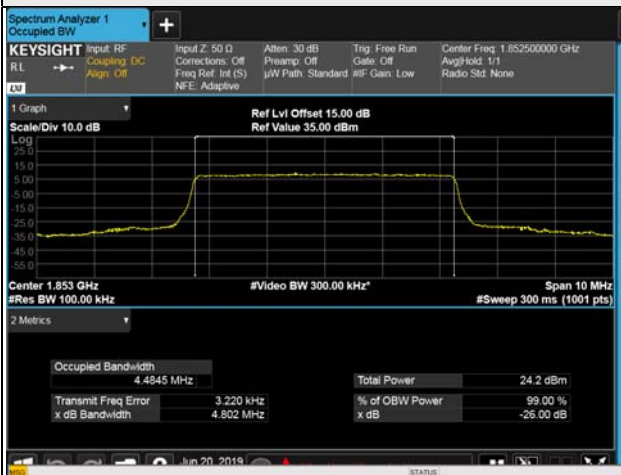 Spectrum Analyzer 1
Occupied BW
+
KEYSIGHT Input: RF Input Z: 50 Ω Atten: 30 dB Trig: Free Run Center Freq: 1.852500000 GHz
RL Coupling: DC Corrections: Off Preamp: Off Gate: Off Avg|Hold: 1/1
Align: Off Freq Ref: Int (S) µW Path: Standard #IF Gain: Low Radio Std: None
LXI NFE: Adaptive
1 Graph
Scale/Div 10.0 dB Ref Lvl Offset 15.00 dB
Ref Value 35.00 dBm
Log
25.0
15.0
5.00
-5.00
-15.0
-25.0
-35.0
-45.0
-55.0
Center 1.853 GHz #Video BW 300.00 kHz* Span 10 MHz
#Res BW 100.00 kHz #Sweep 300 ms (1001 pts)
2 Metrics
Occupied Bandwidth
4.4845 MHz Total Power 24.2 dBm
Transmit Freq Error 3.220 kHz % of OBW Power 99.00 %
x dB Bandwidth 4.802 MHz x dB -26.00 dB
Jun 20, 2019
MSG STATUS